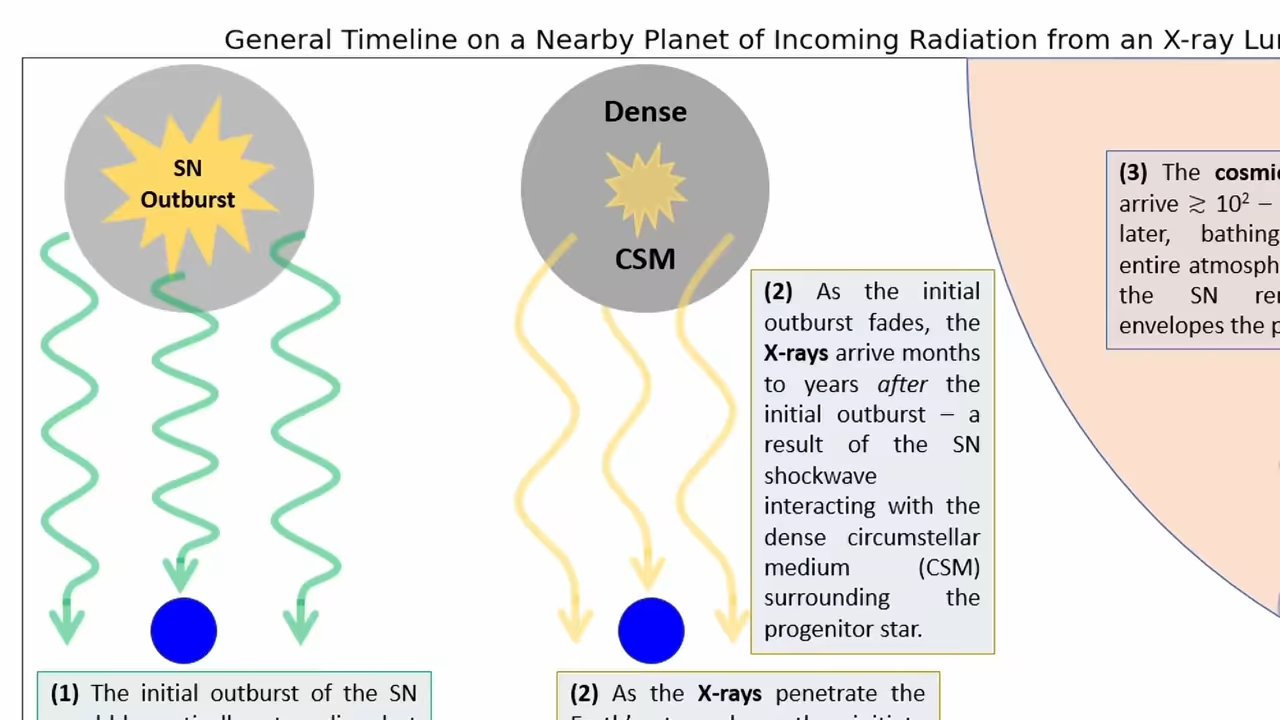 General Timeline on a Nearby Planet of Incoming Radiation from an X-ray
SN
Outburst
Dense
CSM
(2) As the initial
outburst fades, the
X-rays arrive months
to years after the
initial outburst – a
result of the SN
shockwave
interacting with the
dense circumstellar
medium (CSM)
surrounding the
progenitor star.
(3) The
arrive ≳ 10² –
later, bathing
entire atmosph
the SN
envelopes the
(1) The initial outburst of the SN
(2) As the X-rays penetrate the